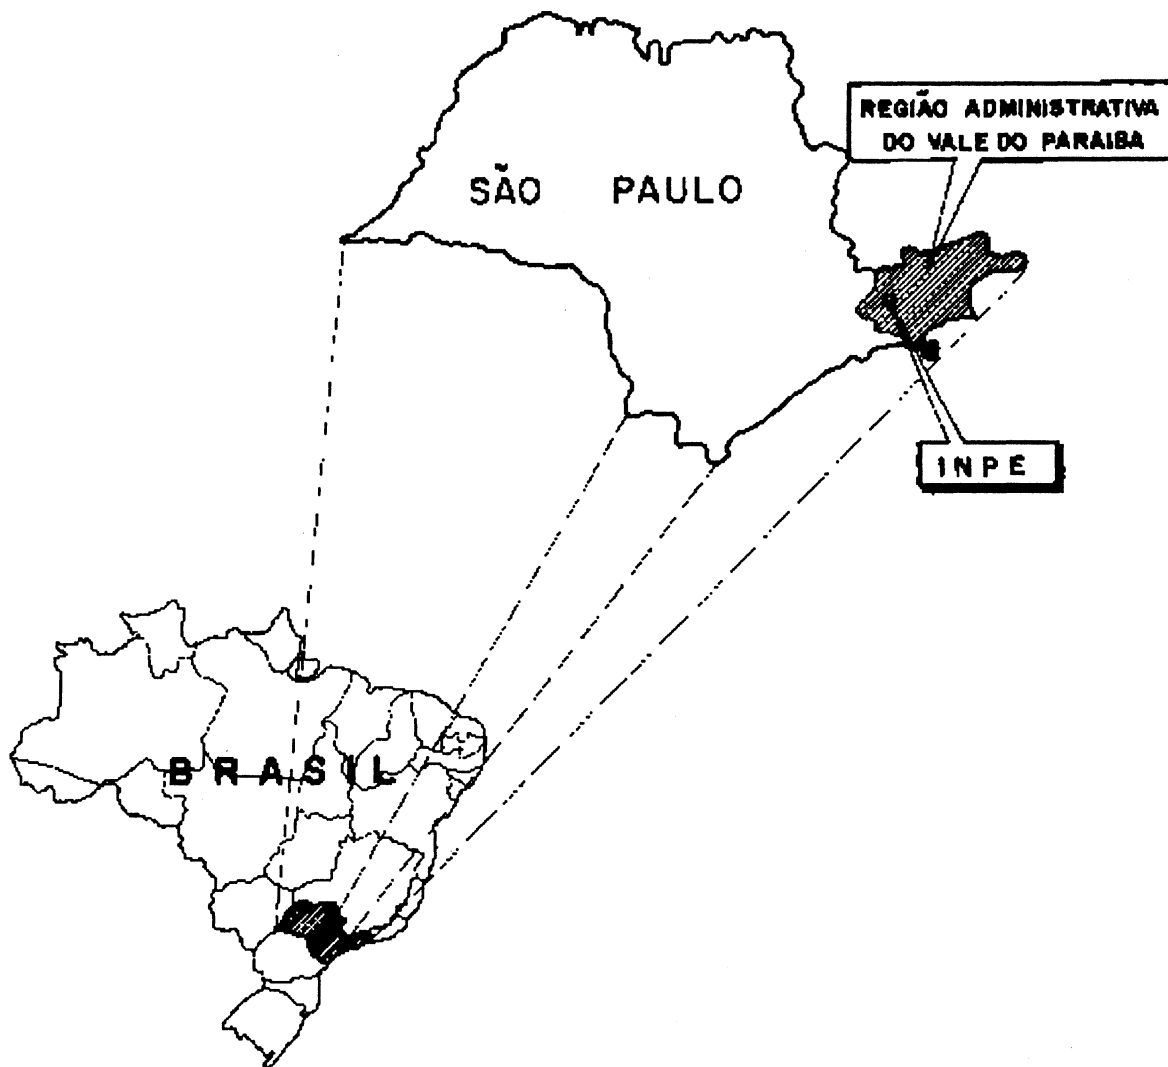 REGIÃO ADMINISTRATIVA
DO VALE DO PARAIBA
SÃO PAULO
INPE
BRASIL